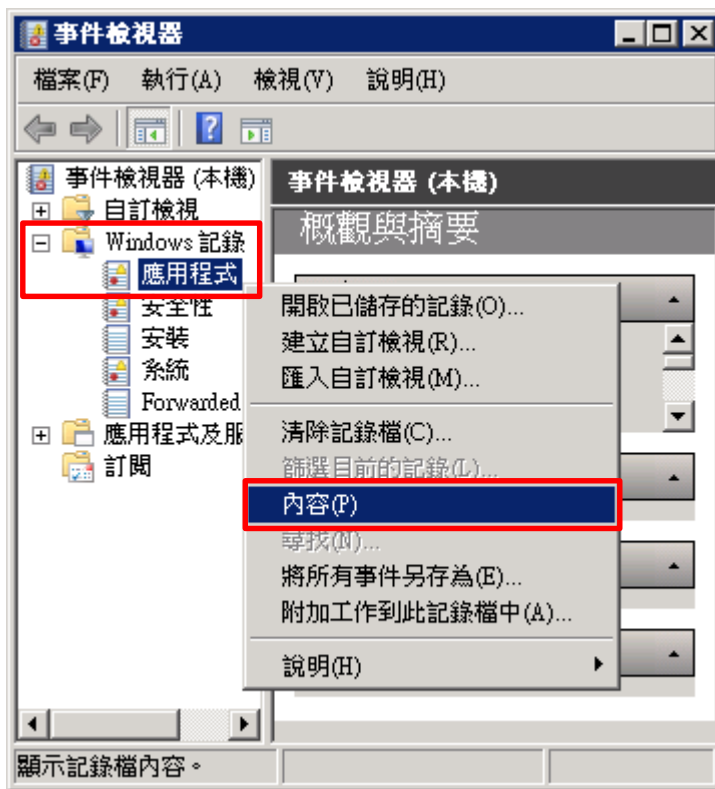 事件檢視器
檔案(F) 執行(A) 檢視(V) 說明(H)
事件檢視器 (本機)
自訂檢視
Windows 記錄
應用程式
安全性
安裝
系統
Forwarded
應用程式及服
訂閱
事件檢視器 (本機)
概觀與摘要
開啟已儲存的記錄(O)...
建立自訂檢視(R)...
匯入自訂檢視(M)...
清除記錄檔(C)...
篩選目前的記錄(L)...
內容(P)
尋找(N)...
將所有事件另存為(E)...
附加工作到此記錄檔中(A)...
說明(H)
顯示記錄檔內容。